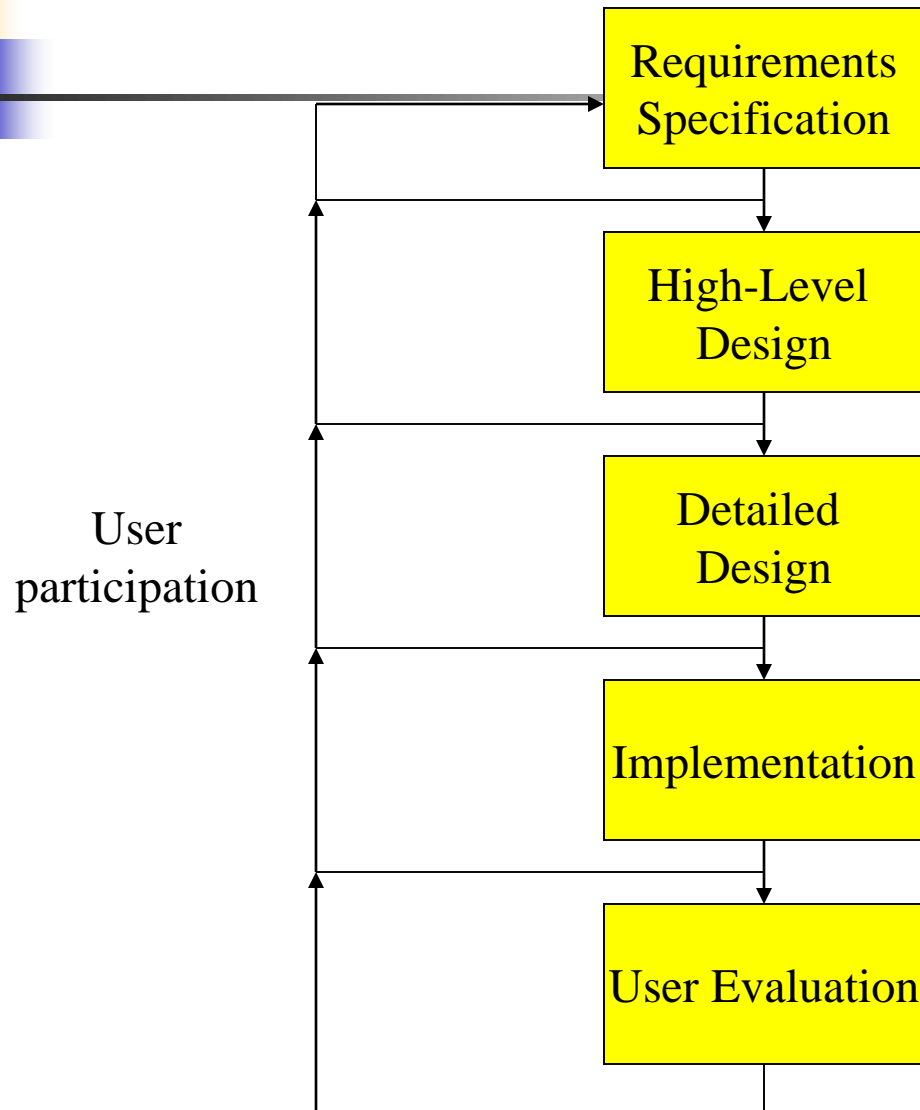 Requirements
Specification
High-Level
Design
Detailed
Design
User
participation
Implementation
User Evaluation